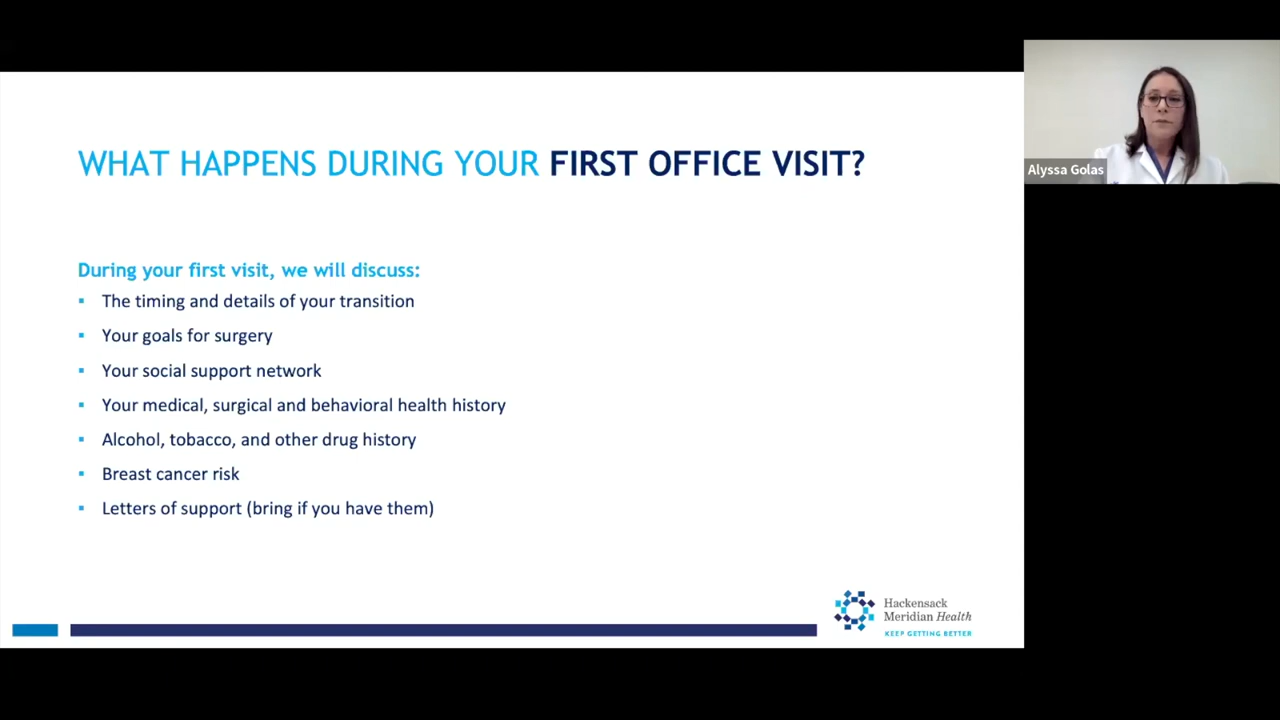 WHAT HAPPENS DURING YOUR FIRST OFFICE VISIT?
During your first visit, we will discuss:
The timing and details of your transition
Your goals for surgery
Your social support network
Your medical, surgical and behavioral health history
Alcohol, tobacco, and other drug history
Breast cancer risk
Letters of support (bring if you have them)
Hackensack
Meridian Health
KEEP GETTING BETTER
Alyssa Golas